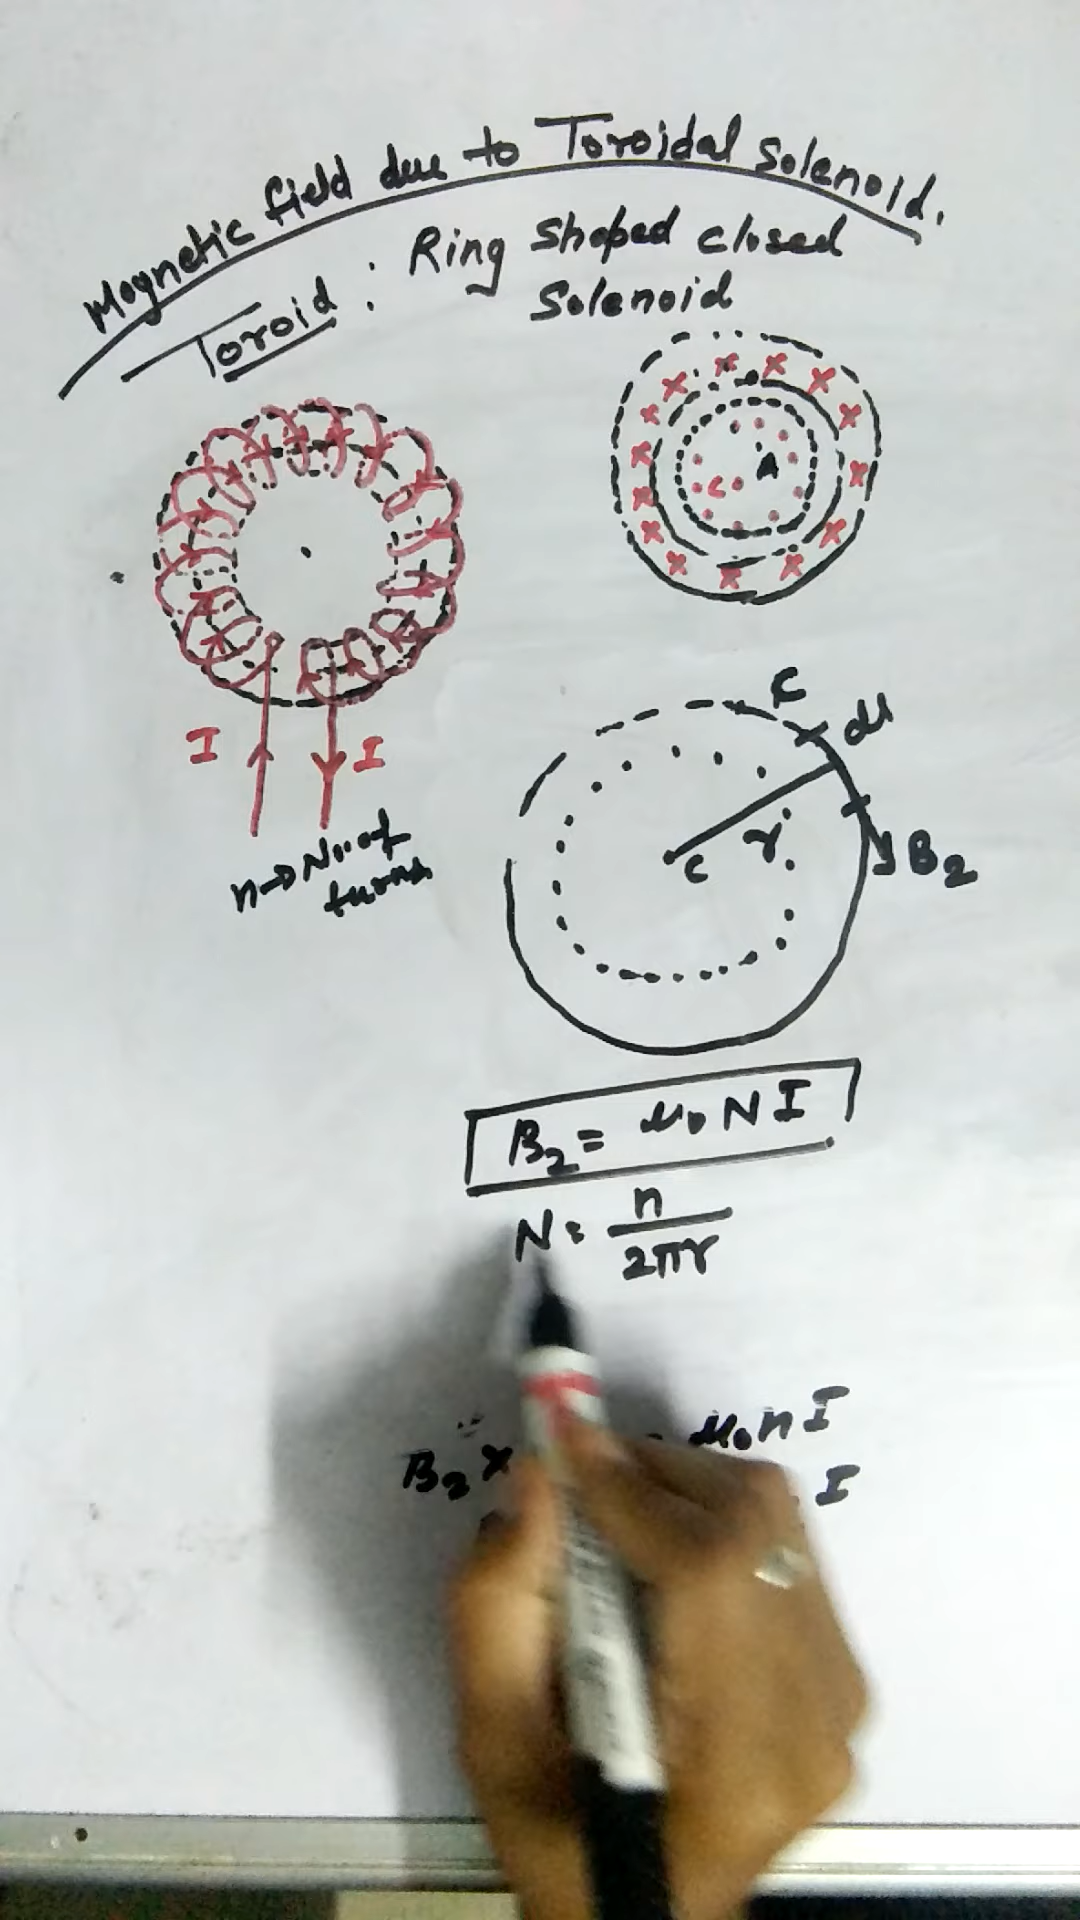 Magnetic field due to Toroidal Solenoid.
Toroid : Ring Shaped closed
Solenoid
A
C
I
I
n→ No. of
turns
C
dl
r
C
B₂
B₂ = μ₀ N I
N = n / 2πr
B₂ × μ₀ n I
I